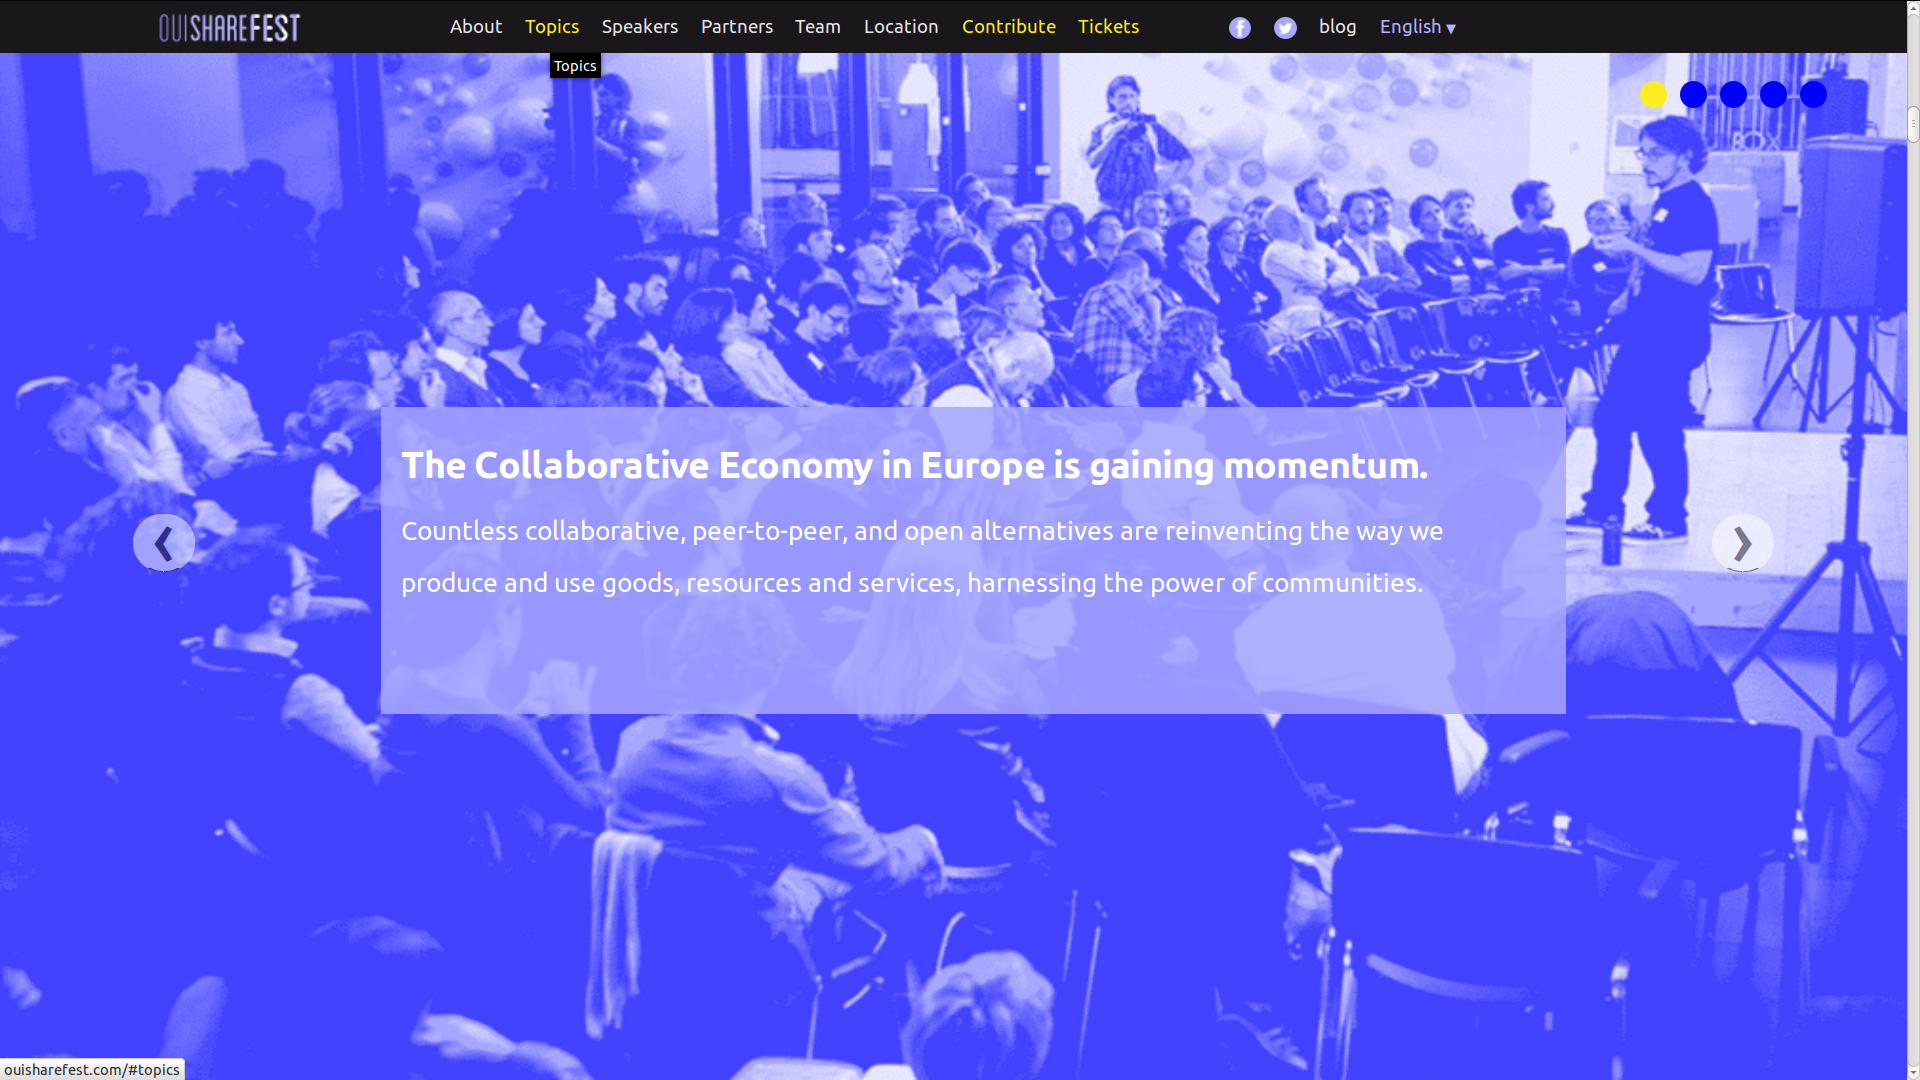 OUISHAREFEST
About Topics Speakers Partners Team Location Contribute Tickets blog English ▾
Topics
BOX
The Collaborative Economy in Europe is gaining momentum.
Countless collaborative, peer-to-peer, and open alternatives are reinventing the way we
produce and use goods, resources and services, harnessing the power of communities.
ouisharefest.com/#topics